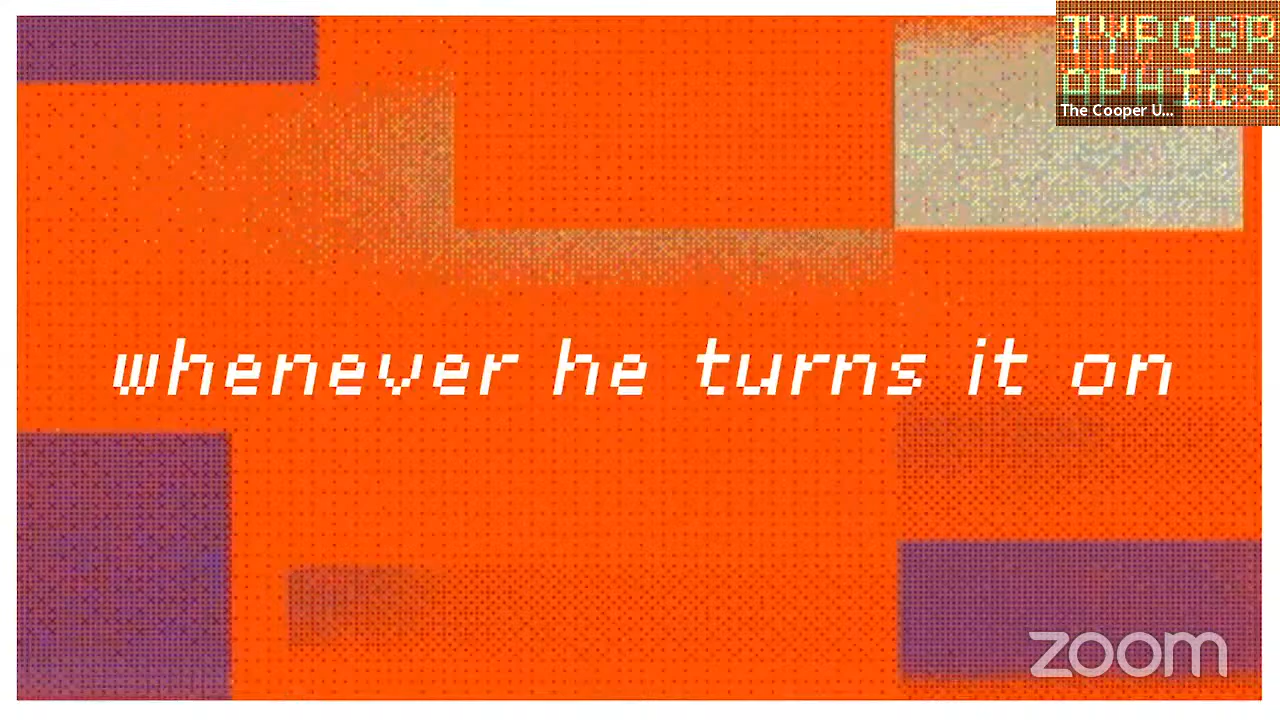 TYPOGR
APHICS
The Cooper U...
whenever he turns it on
zoom